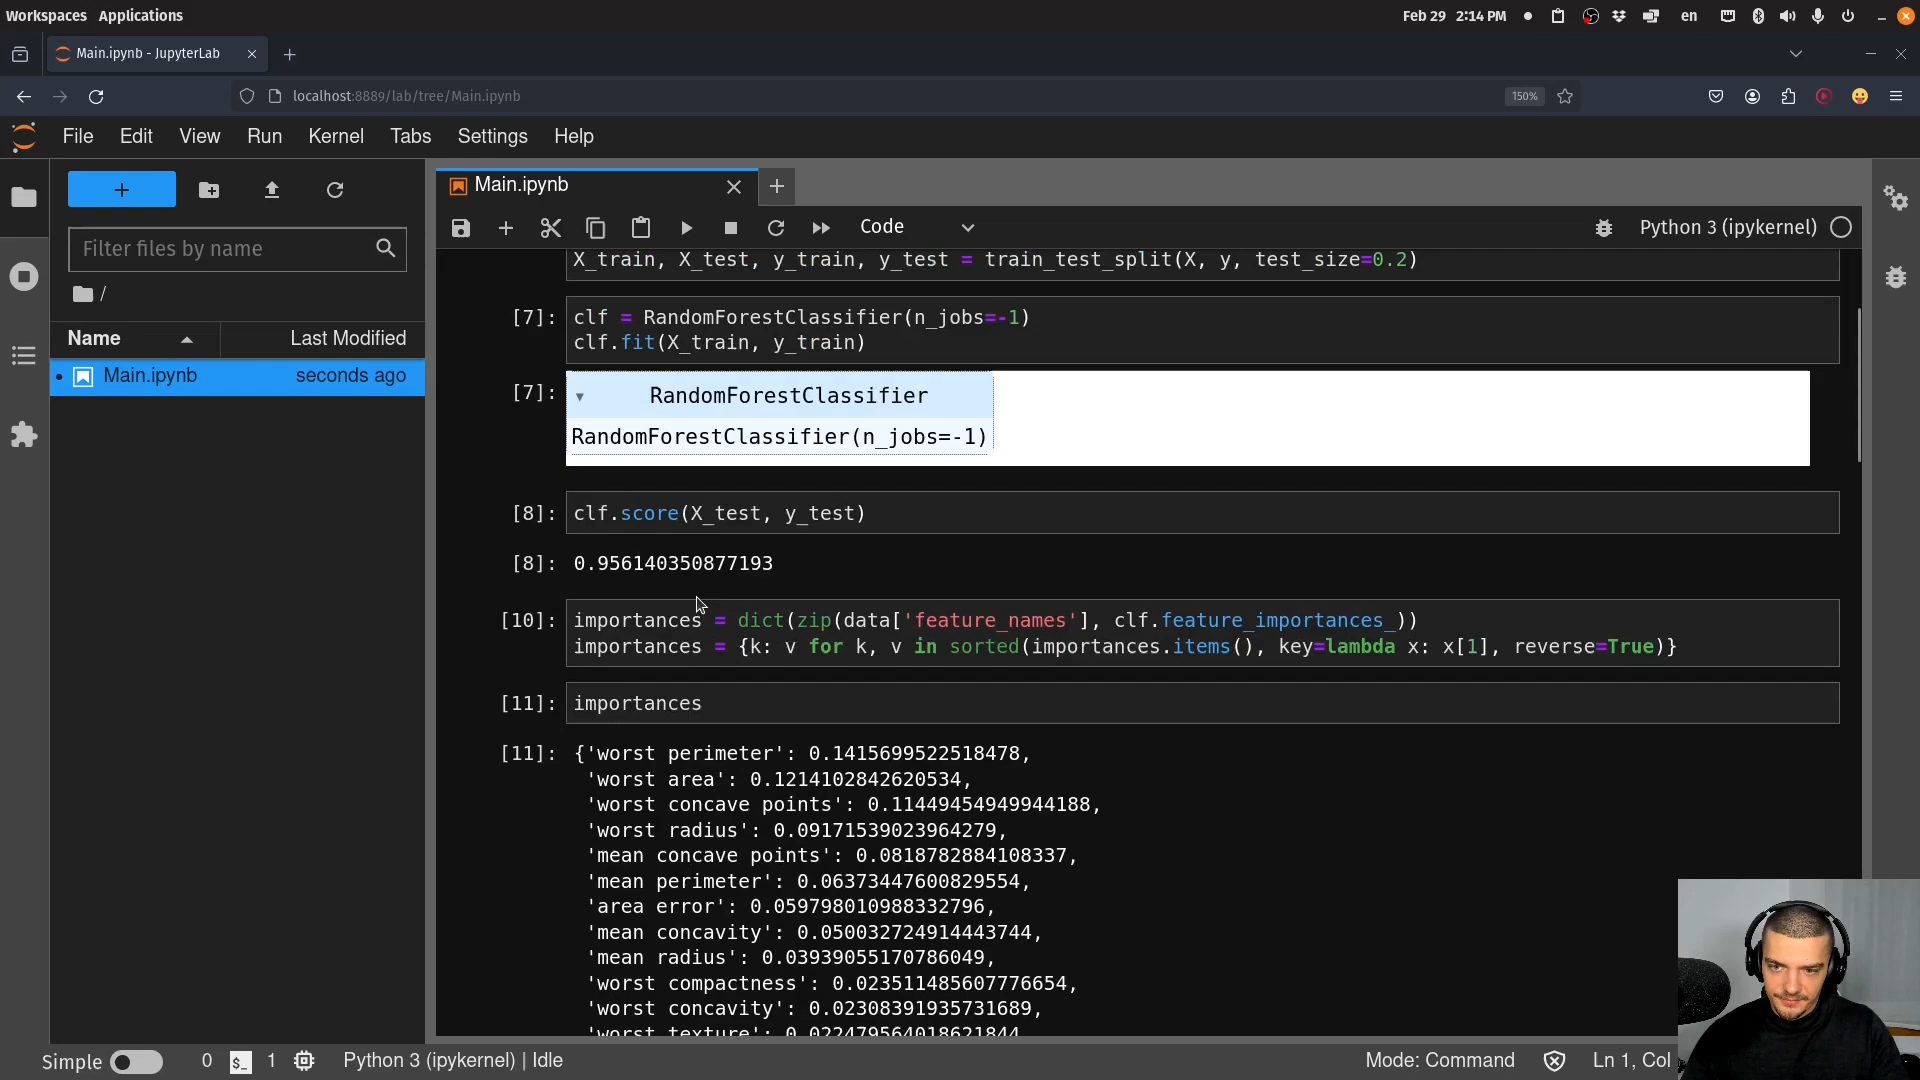 Workspaces Applications
Feb 29 2:14 PM
en
Main.ipynb - JupyterLab
localhost:8889/lab/tree/Main.ipynb
150%
File Edit View Run Kernel Tabs Settings Help
Main.ipynb
Code
Python 3 (ipykernel)
Filter files by name
/
Name Last Modified
Main.ipynb seconds ago
X_train, X_test, y_train, y_test = train_test_split(X, y, test_size=0.2)
[7]: clf = RandomForestClassifier(n_jobs=-1)
clf.fit(X_train, y_train)
[7]: RandomForestClassifier
RandomForestClassifier(n_jobs=-1)
[8]: clf.score(X_test, y_test)
[8]: 0.956140350877193
[10]: importances = dict(zip(data['feature_names'], clf.feature_importances_))
importances = {k: v for k, v in sorted(importances.items(), key=lambda x: x[1], reverse=True)}
[11]: importances
[11]: {'worst perimeter': 0.1415699522518478,
'worst area': 0.1214102842620534,
'worst concave points': 0.11449454949944188,
'worst radius': 0.09171539023964279,
'mean concave points': 0.0818782884108337,
'mean perimeter': 0.06373447600829554,
'area error': 0.059798010988332796,
'mean concavity': 0.050032724914443744,
'mean radius': 0.03939055170786049,
'worst compactness': 0.023511485607776654,
'worst concavity': 0.02308391935731689,
'worst texture': 0.022479564018621844
Simple 0 $_ 1 Python 3 (ipykernel) | Idle
Mode: Command Ln 1, Col